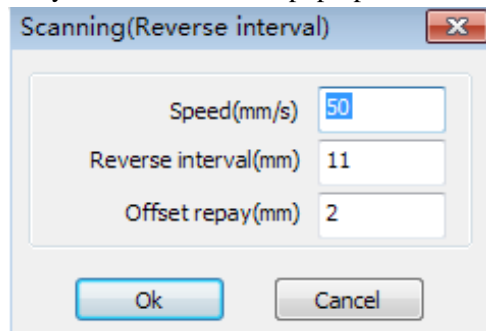 Scanning(Reverse interval)
Speed(mm/s) 50
Reverse interval(mm) 11
Offset repay(mm) 2
Ok Cancel